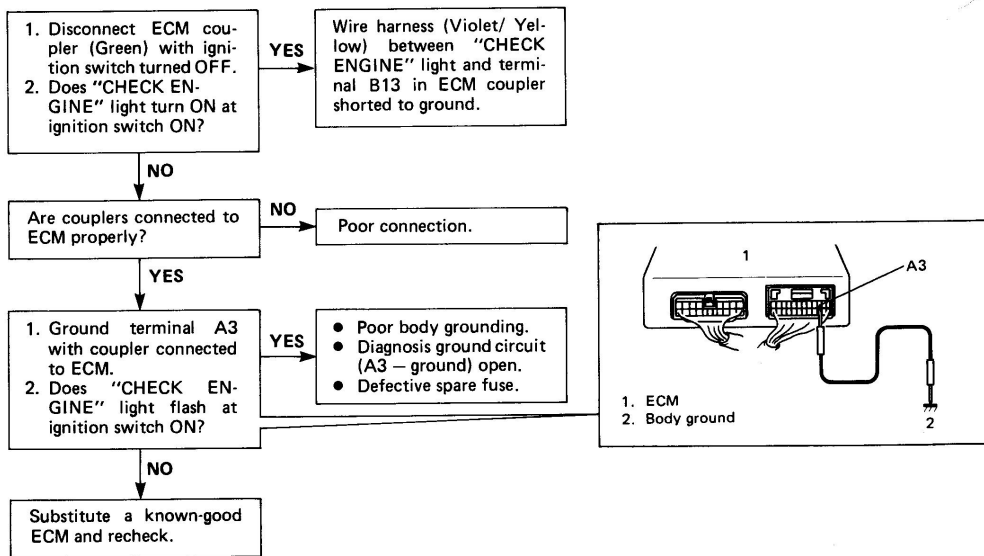 1. Disconnect ECM cou-
pler (Green) with igni-
tion switch turned OFF.
2. Does "CHECK EN-
GINE" light turn ON at
ignition switch ON?
YES
Wire harness (Violet/ Yel-
low) between "CHECK
ENGINE" light and termi-
nal B13 in ECM coupler
shorted to ground.
NO
Are couplers connected to
ECM properly?
NO
Poor connection.
YES
1. Ground terminal A3
with coupler connected
to ECM.
2. Does "CHECK EN-
GINE" light flash at
ignition switch ON?
YES
● Poor body grounding.
● Diagnosis ground circuit
(A3 – ground) open.
● Defective spare fuse.
NO
Substitute a known-good
ECM and recheck.
1
A3
1. ECM
2. Body ground
2